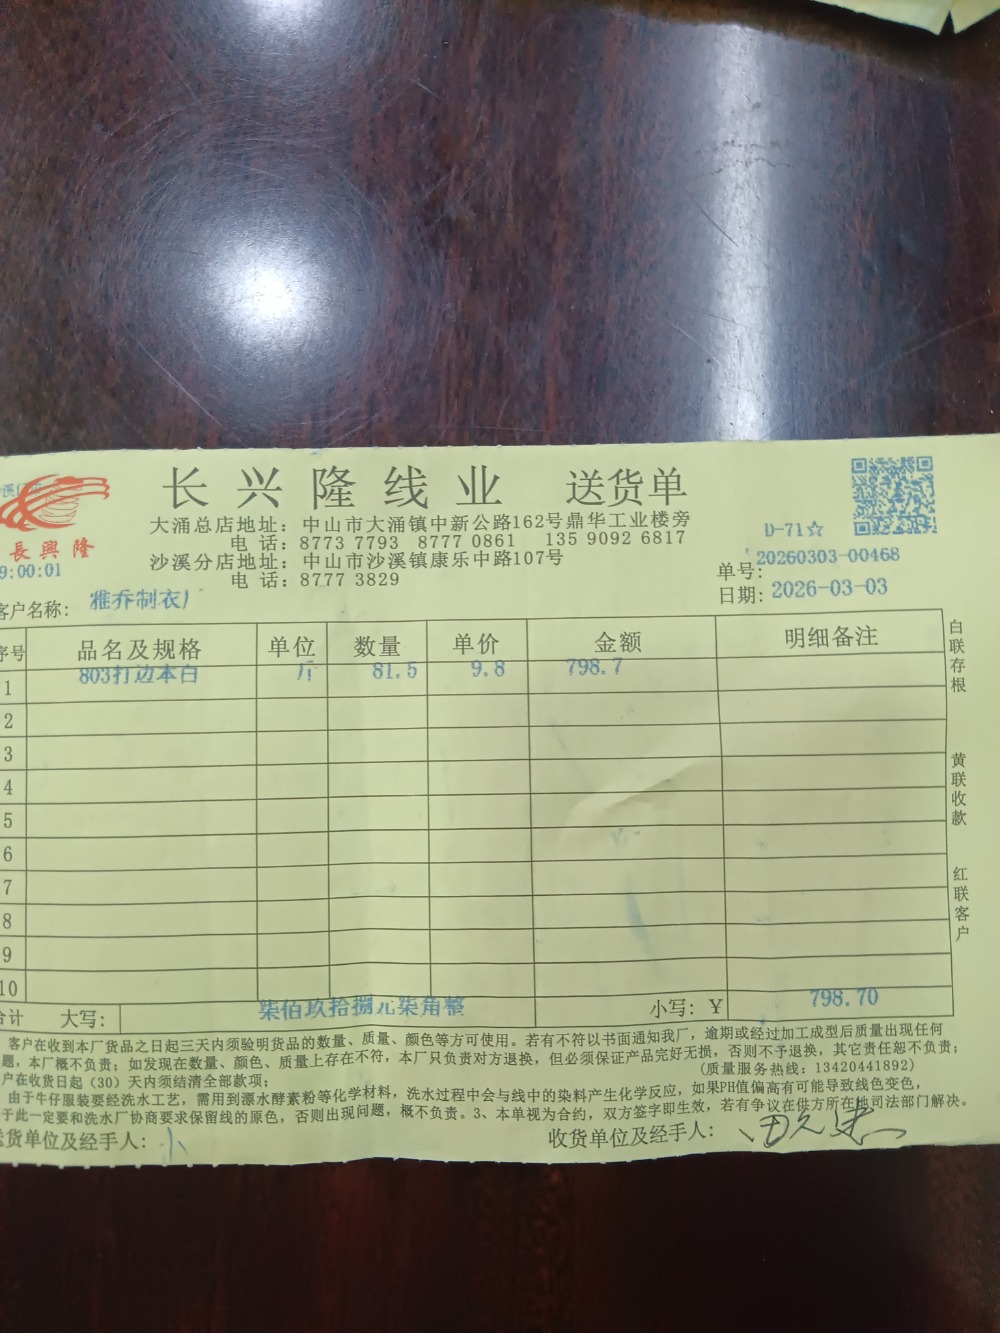 长兴隆线业 送货单
長興隆
大涌总店地址：中山市大涌镇中新公路162号鼎华工业楼旁
电 话：8773 7793 8777 0861 135 9092 6817
沙溪分店地址：中山市沙溪镇康乐中路107号
电 话：8777 3829
D-71☆
9:00:01
单号：20260303-00468
日期：2026-03-03
客户名称：雅乔制衣厂
序号 品名及规格 单位 数量 单价 金额 明细备注
1 803打边本白 斤 81.5 9.8 798.7
2
3
4
5
6
7
8
9
10
合计 大写：柒佰玖拾捌元柒角整 小写：￥ 798.70
白联存根
黄联收款
红联客户
客户在收到本厂货品之日起三天内须验明货品的数量、质量、颜色等方可使用。若有不符以书面通知我厂，逾期或经过加工成型后质量出现任何
题，本厂概不负责；如发现在数量、颜色、质量上存在不符，本厂只负责对方退换，但必须保证产品完好无损，否则不予退换，其它责任恕不负责；
户在收货日起（30）天内须结清全部款项；
(质量服务热线：13420441892)
由于牛仔服装要经洗水工艺，需用到漂水酵素粉等化学材料，洗水过程中会与线中的染料产生化学反应，如果PH值偏高有可能导致线色变色，
于此一定要和洗水厂协商要求保留线的原色，否则出现问题，概不负责。3、本单视为合约，双方签字即生效，若有争议在供方所在地司法部门解决。
送货单位及经手人：
收货单位及经手人：